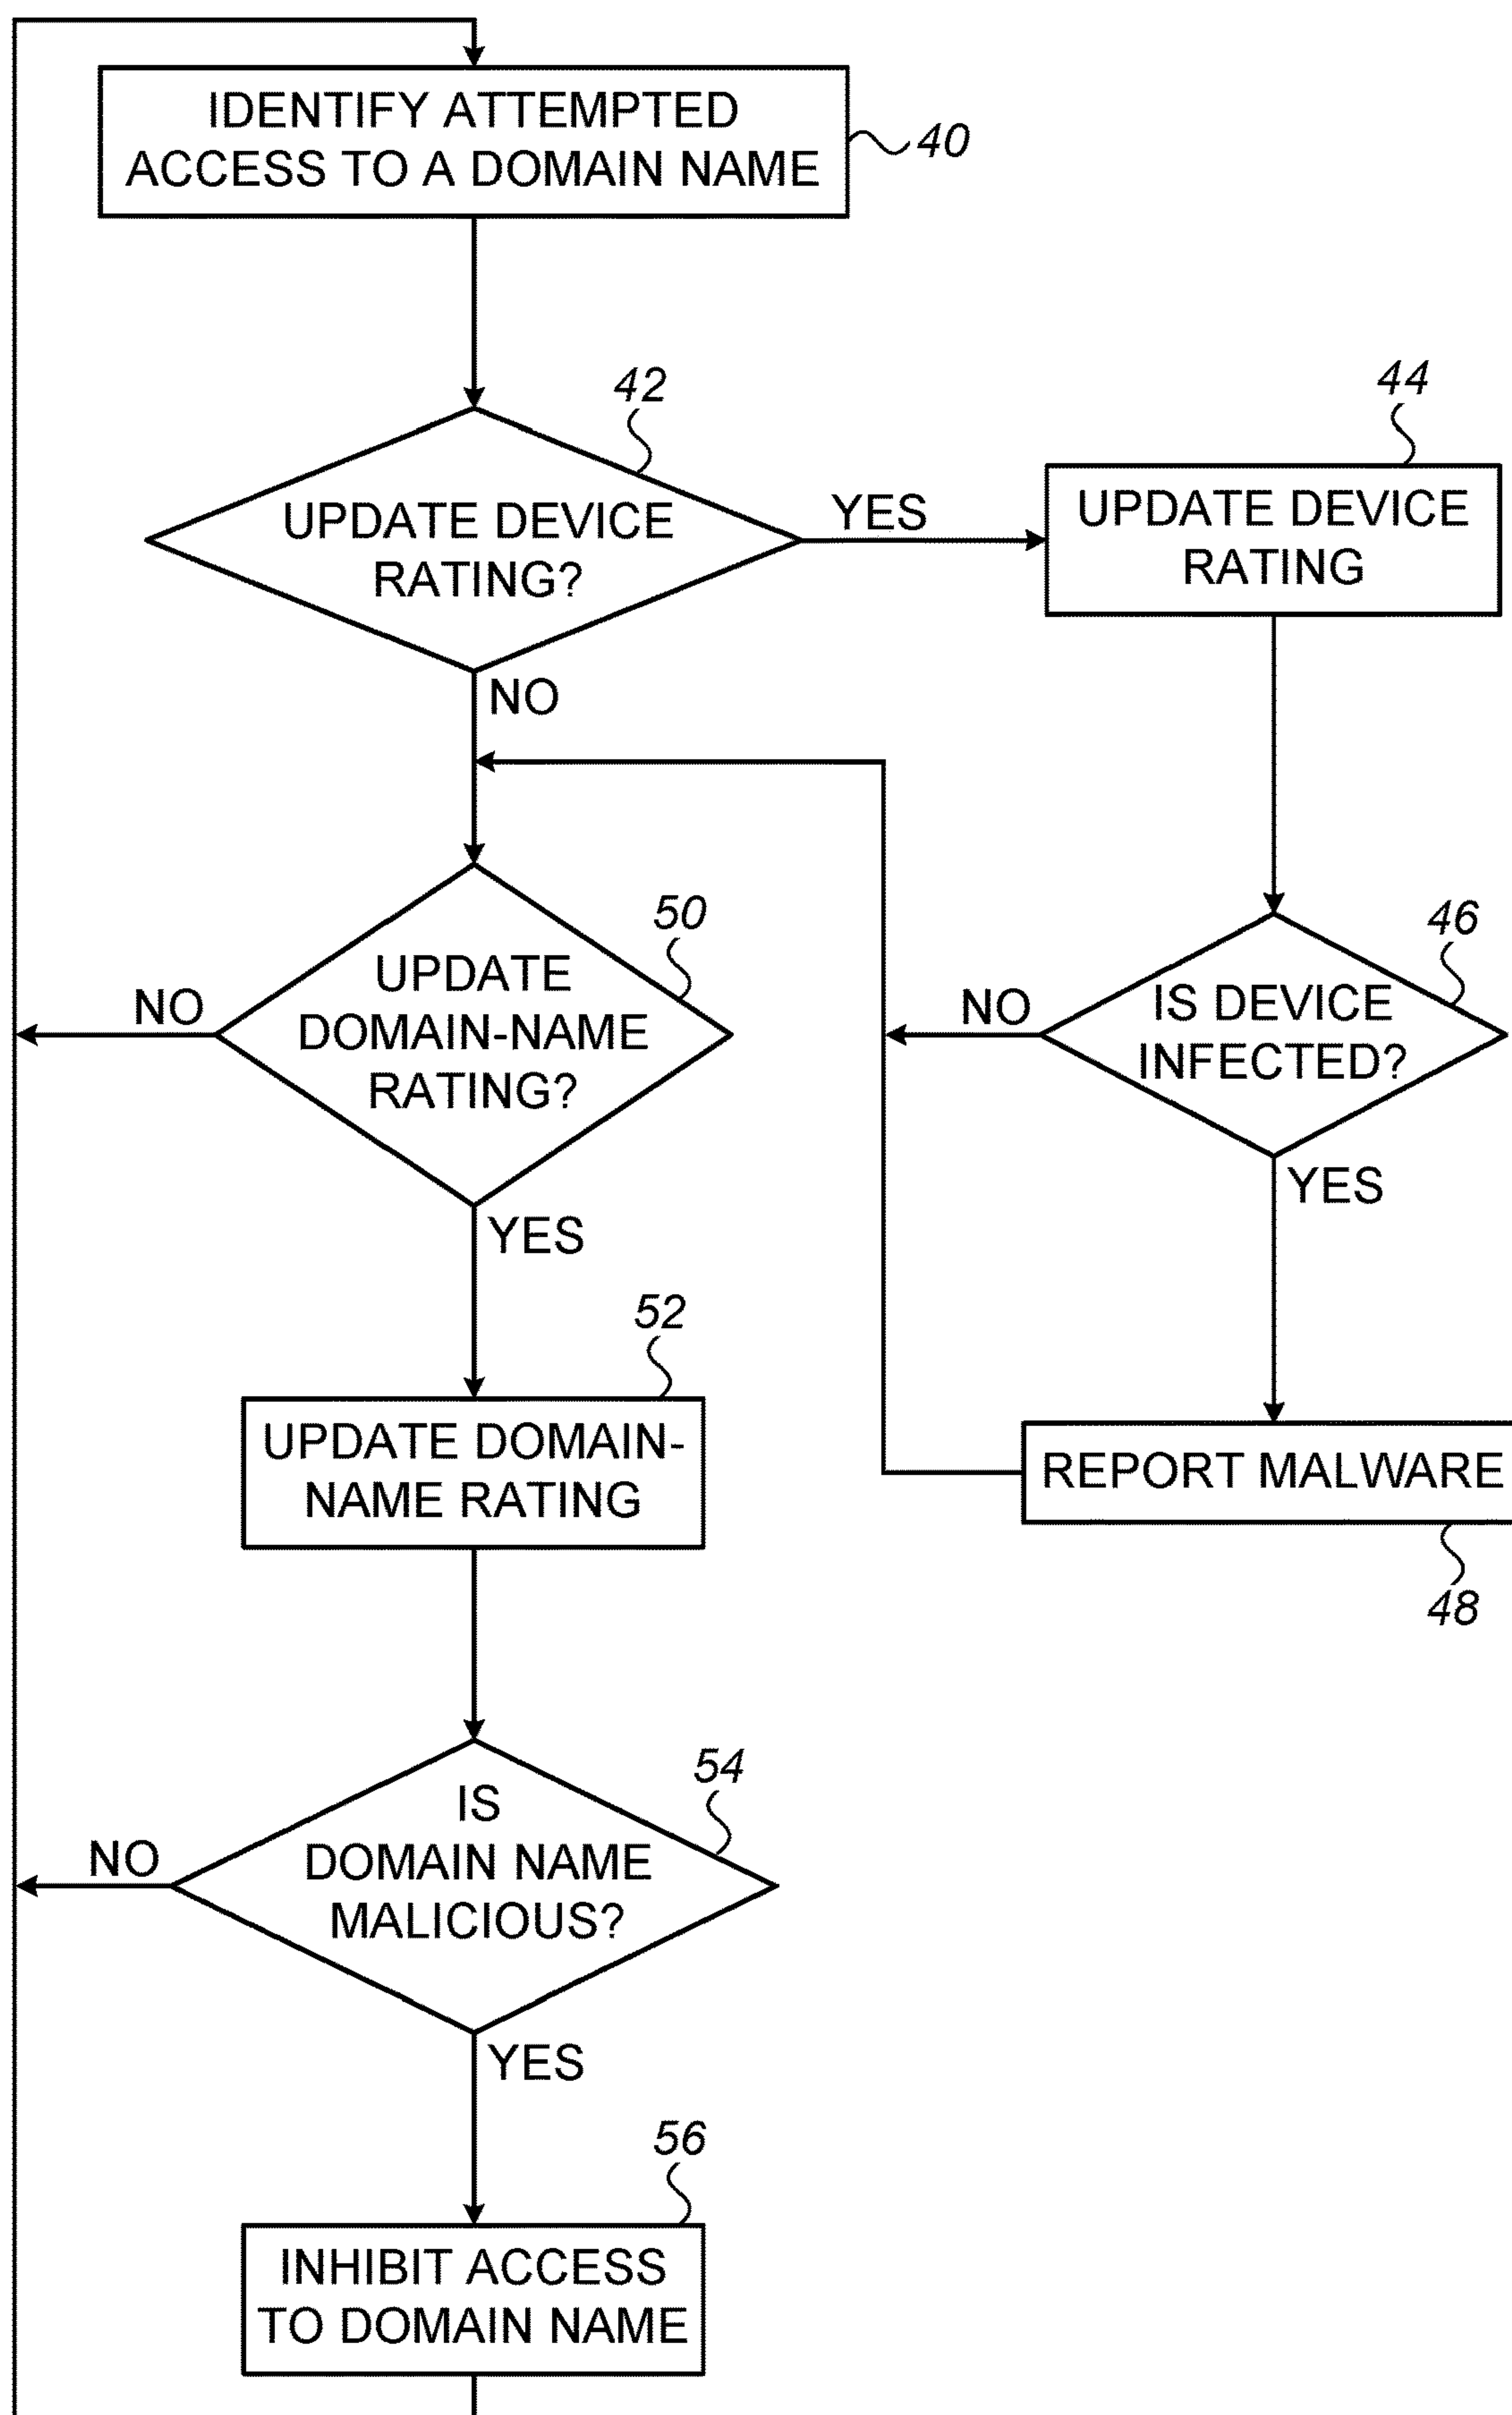 IDENTIFY ATTEMPTED
ACCESS TO A DOMAIN NAME
40
42
UPDATE DEVICE
RATING?
YES
NO
44
UPDATE DEVICE
RATING
46
IS DEVICE
INFECTED?
NO
YES
REPORT MALWARE
48
50
UPDATE
DOMAIN-NAME
RATING?
NO
YES
52
UPDATE DOMAIN-
NAME RATING
54
IS
DOMAIN NAME
MALICIOUS?
NO
YES
56
INHIBIT ACCESS
TO DOMAIN NAME